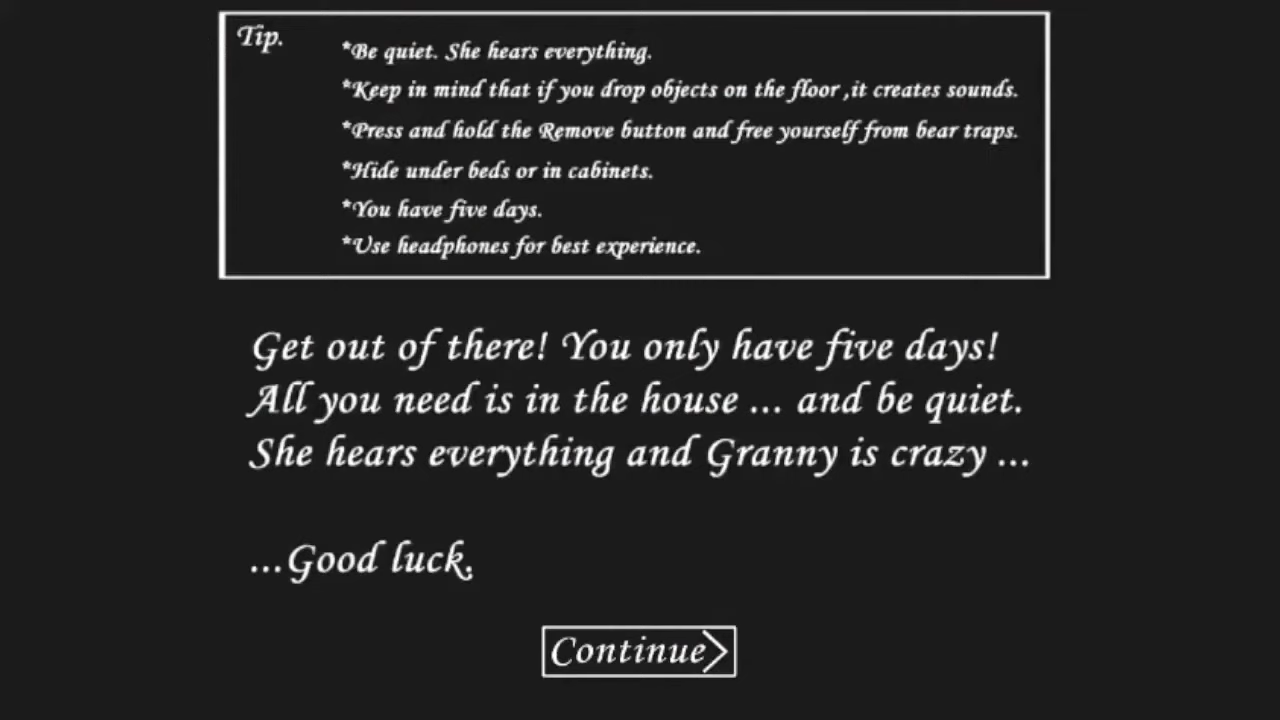 Tip.
*Be quiet. She hears everything.
*Keep in mind that if you drop objects on the floor ,it creates sounds.
*Press and hold the Remove button and free yourself from bear traps.
*Hide under beds or in cabinets.
*You have five days.
*Use headphones for best experience.
Get out of there! You only have five days!
All you need is in the house ... and be quiet.
She hears everything and Granny is crazy ...
...Good luck.
Continue>